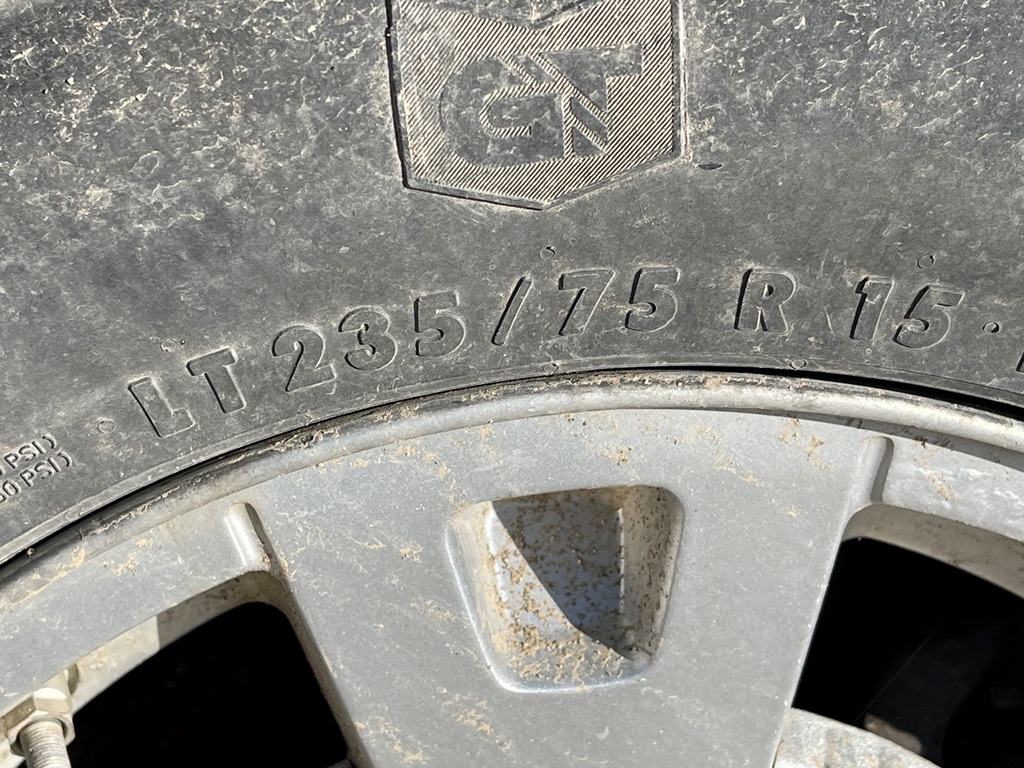 GT
LT 235/75 R 15
PSI)
PSI)